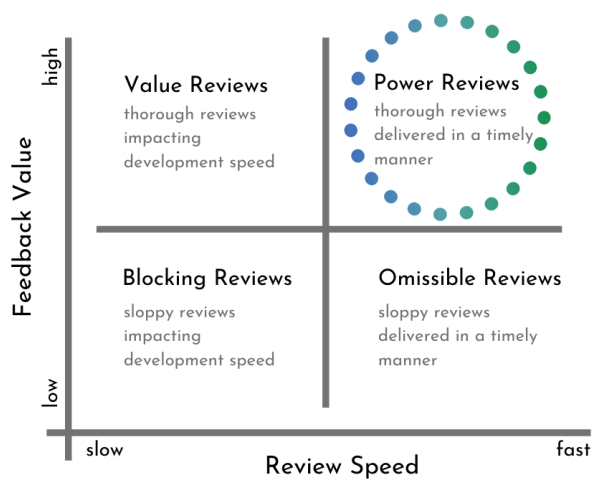 high
Feedback Value
low
Value Reviews
thorough reviews
impacting
development speed
Power Reviews
thorough reviews
delivered in a timely
manner
Blocking Reviews
sloppy reviews
impacting
development speed
Omissible Reviews
sloppy reviews
delivered in a timely
manner
slow
Review Speed
fast